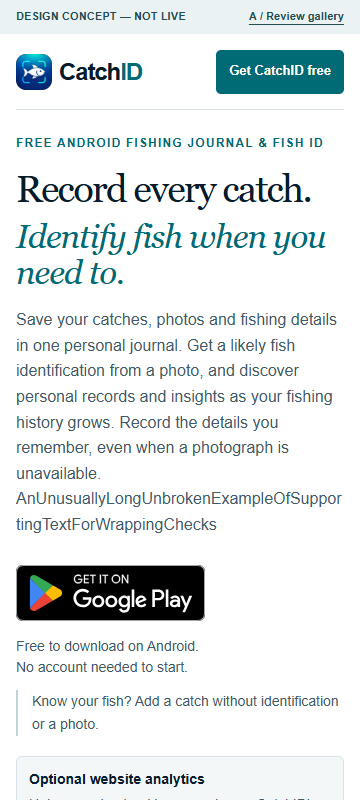 DESIGN CONCEPT — NOT LIVE
A / Review gallery
CatchID
Get CatchID free
FREE ANDROID FISHING JOURNAL & FISH ID
Record every catch.
Identify fish when you
need to.
Save your catches, photos and fishing details
in one personal journal. Get a likely fish
identification from a photo, and discover
personal records and insights as your fishing
history grows. Record the details you
remember, even when a photograph is
unavailable.
AnUnusuallyLongUnbrokenExampleOfSuppor
tingTextForWrappingChecks
GET IT ON
Google Play
Free to download on Android.
No account needed to start.
Know your fish? Add a catch without identification
or a photo.
Optional website analytics